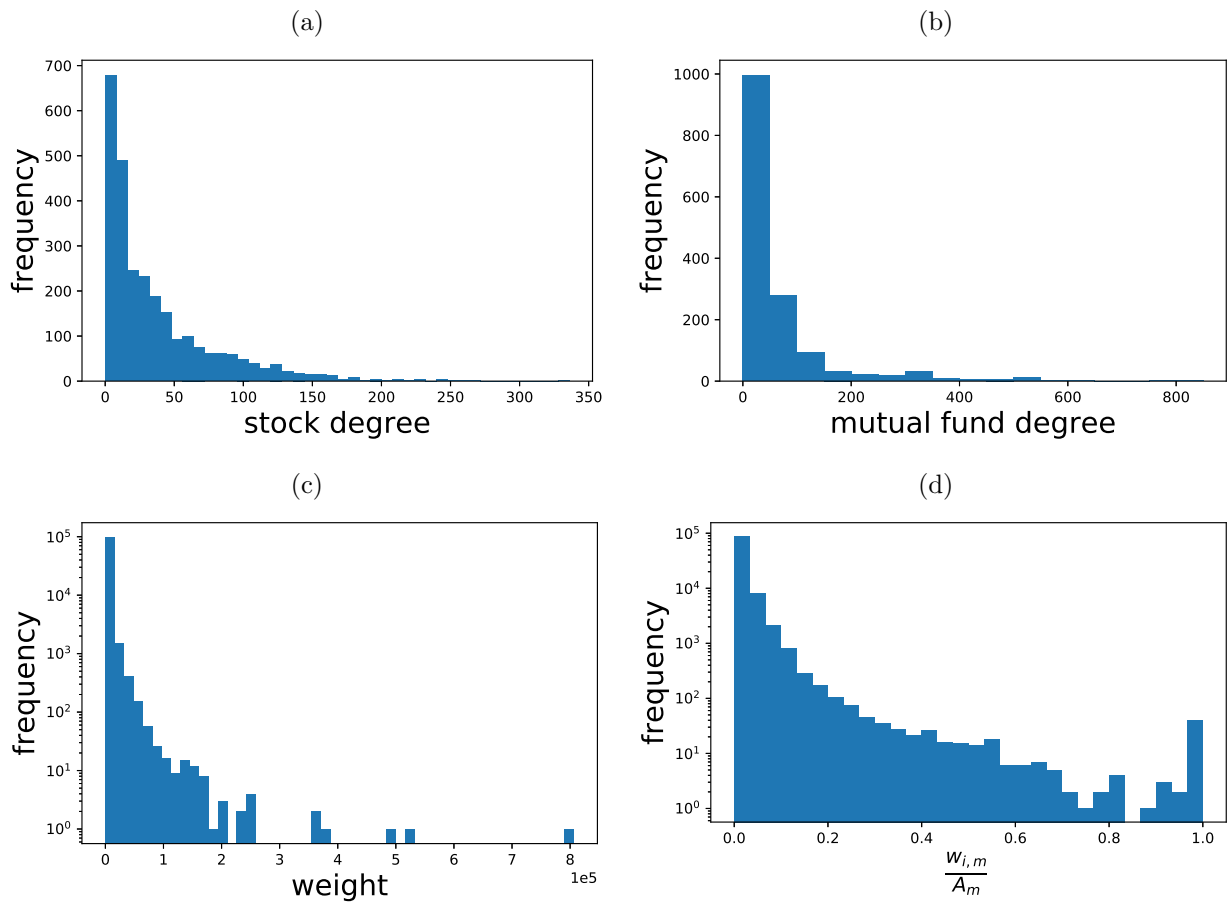 (a)
700
600
500
400
300
200
100
0
frequency
0 50 100 150 200 250 300 350
stock degree
(b)
1000
800
600
400
200
0
frequency
0 200 400 600 800
mutual fund degree
(c)
10^5
10^4
10^3
10^2
10^1
10^0
frequency
0 1 2 3 4 5 6 7 8
1e5
weight
(d)
10^5
10^4
10^3
10^2
10^1
10^0
frequency
0.0 0.2 0.4 0.6 0.8 1.0
w_{i,m}
A_m